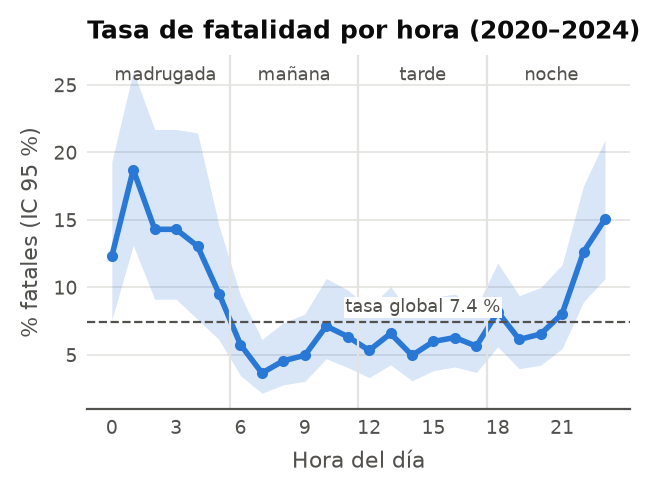 Tasa de fatalidad por hora (2020–2024)
madrugada mañana tarde noche
% fatales (IC 95 %)
25
20
15
10
5
tasa global 7.4 %
0 3 6 9 12 15 18 21
Hora del día